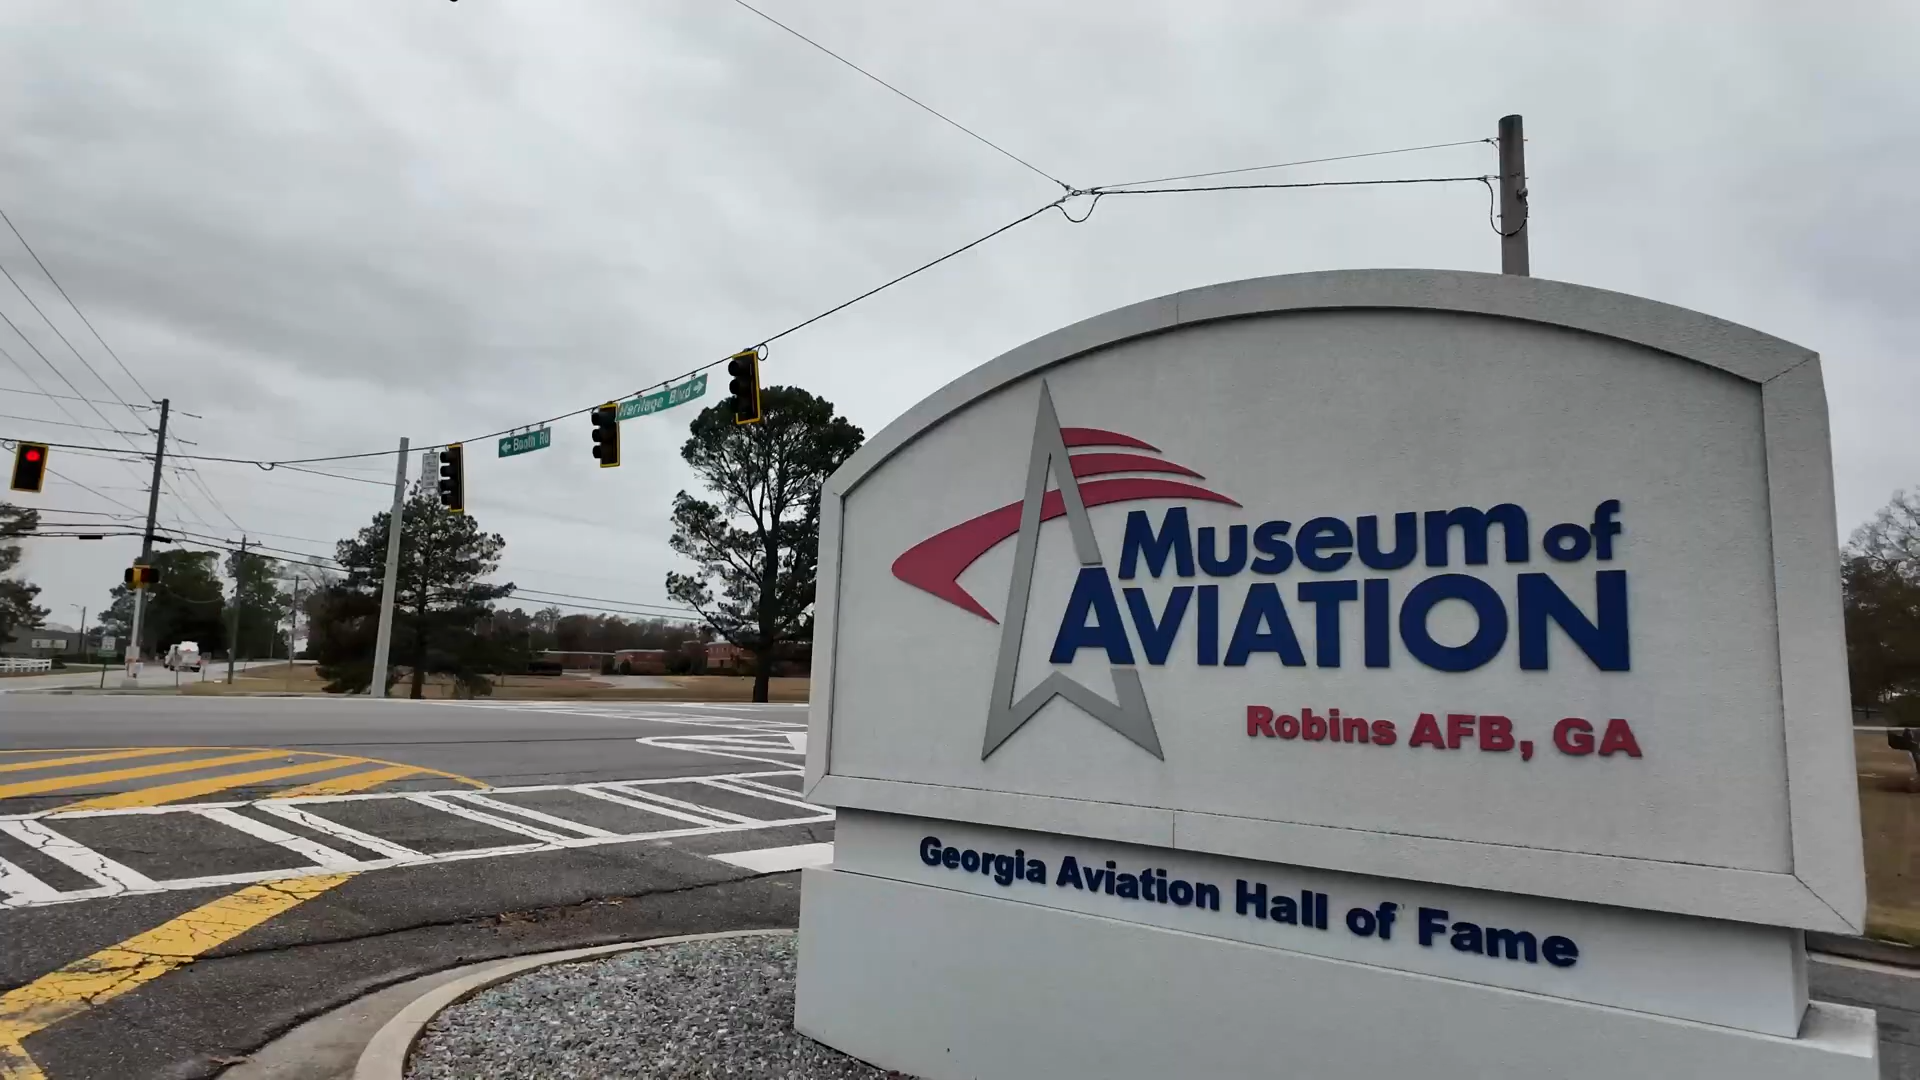 Heritage Blvd →
← Booth Rd
Museum of
AVIATION
Robins AFB, GA
Georgia Aviation Hall of Fame